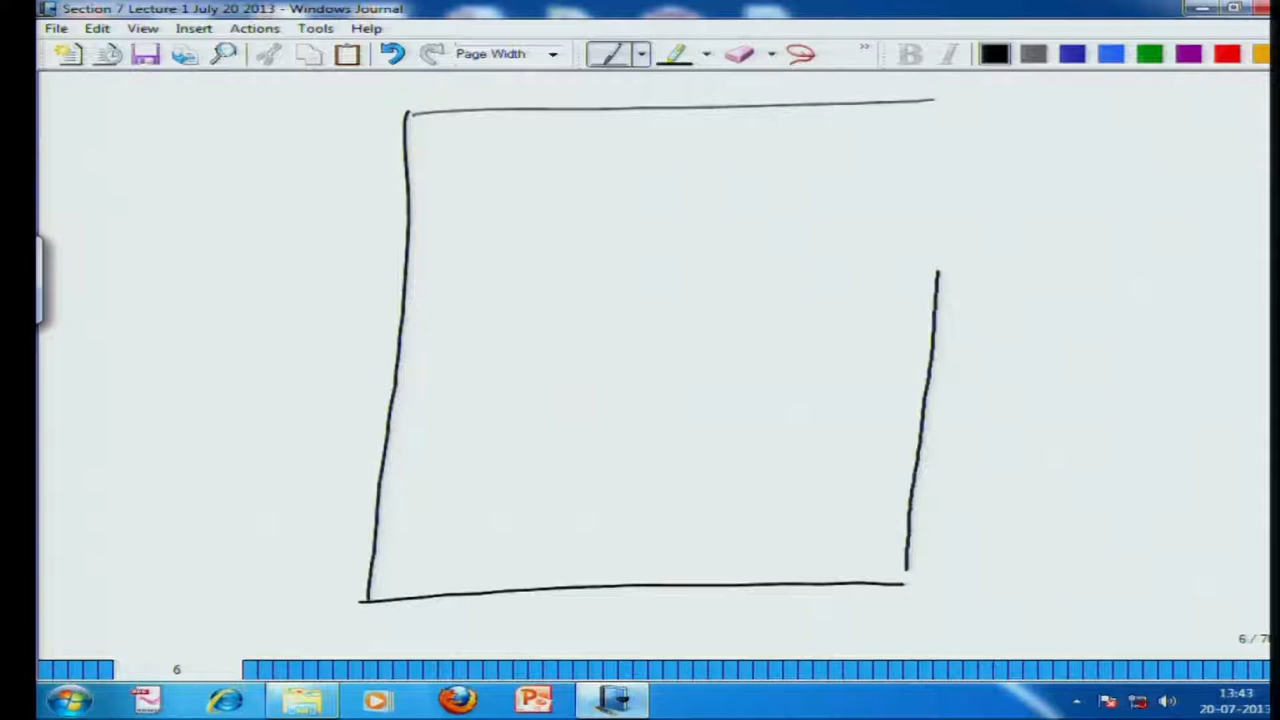 Section 7 Lecture 1 July 20 2013 - Windows Journal
File Edit View Insert Actions Tools Help
Page Width
B I
6
13:43
20-07-2013